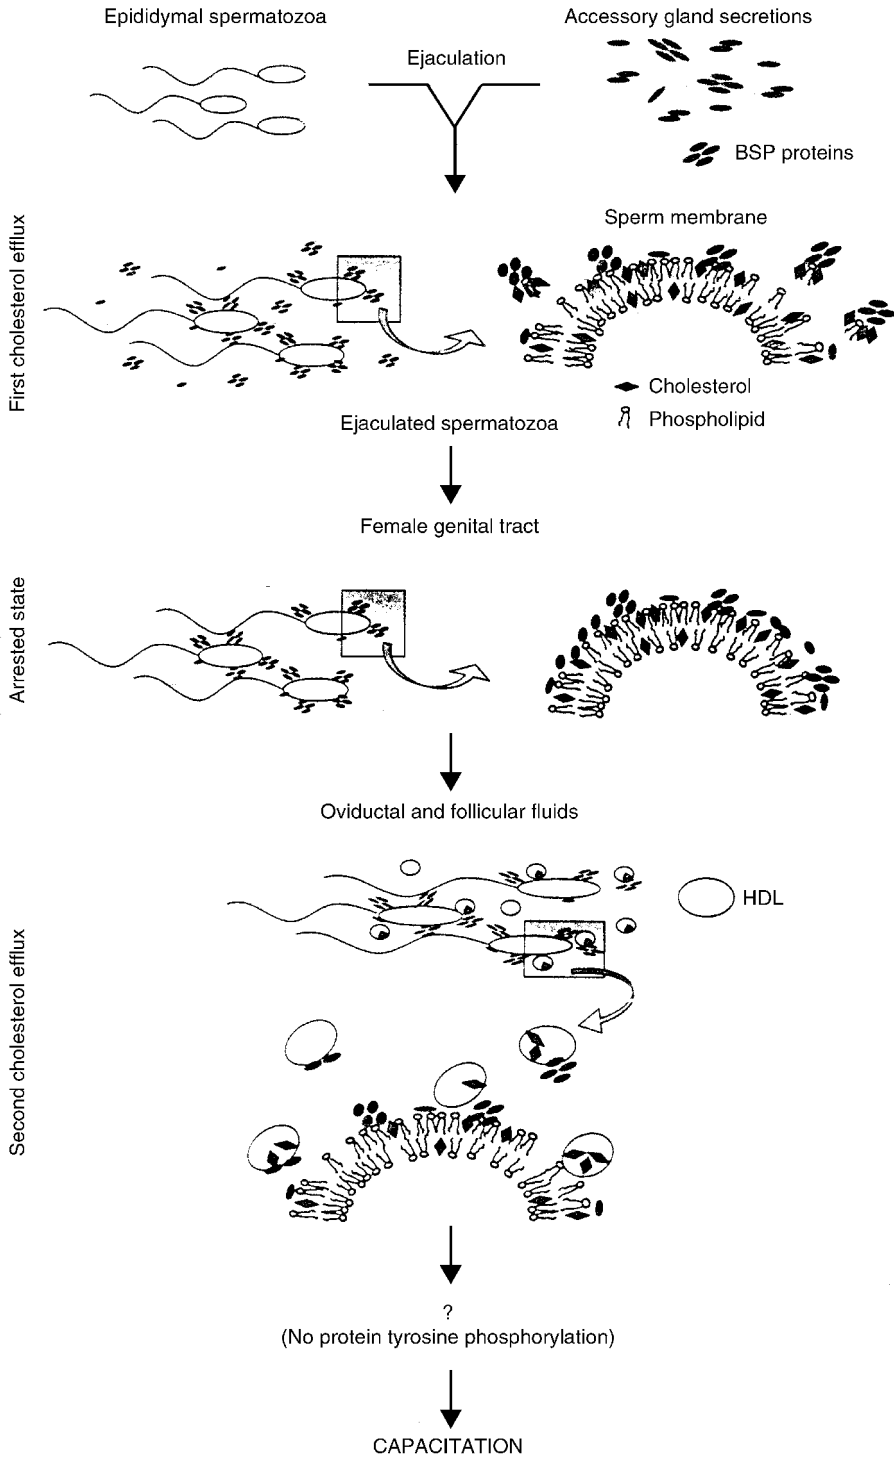 Epididymal spermatozoa
Accessory gland secretions
Ejaculation
BSP proteins
First cholesterol efflux
Sperm membrane
Cholesterol
Phospholipid
Ejaculated spermatozoa
Female genital tract
Arrested state
Oviductal and follicular fluids
HDL
Second cholesterol efflux
?
(No protein tyrosine phosphorylation)
CAPACITATION